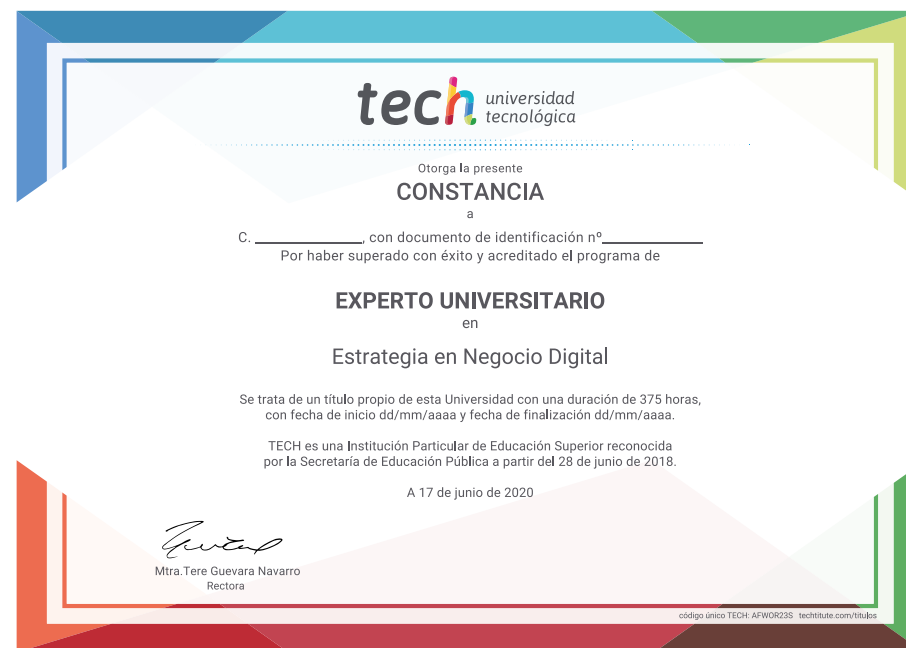 tech universidad
tecnológica
Otorga la presente
CONSTANCIA
a
C. ______________, con documento de identificación nº_____________
Por haber superado con éxito y acreditado el programa de
EXPERTO UNIVERSITARIO
en
Estrategia en Negocio Digital
Se trata de un título propio de esta Universidad con una duración de 375 horas,
con fecha de inicio dd/mm/aaaa y fecha de finalización dd/mm/aaaa.
TECH es una Institución Particular de Educación Superior reconocida
por la Secretaría de Educación Pública a partir del 28 de junio de 2018.
A 17 de junio de 2020
Mtra.Tere Guevara Navarro
Rectora
código único TECH: AFWOR23S techtitute.com/titulos